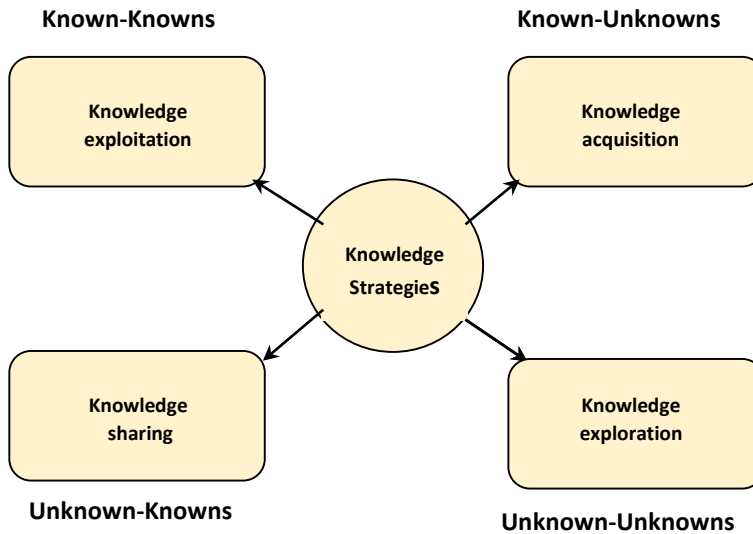 Known-Knowns
Known-Unknowns
Knowledge
exploitation
Knowledge
acquisition
Knowledge
Strategies
Knowledge
sharing
Knowledge
exploration
Unknown-Knowns
Unknown-Unknowns